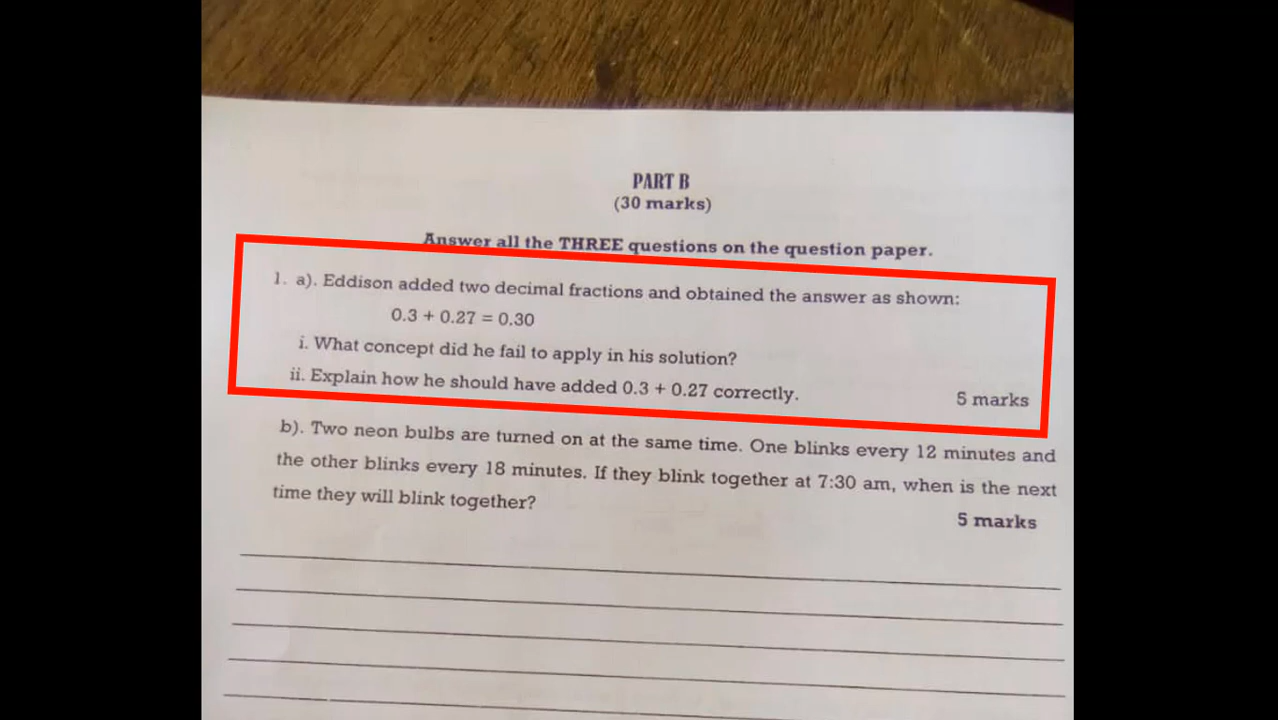 PART B
(30 marks)
Answer all the THREE questions on the question paper.
1. a). Eddison added two decimal fractions and obtained the answer as shown:
0.3 + 0.27 = 0.30
i. What concept did he fail to apply in his solution?
ii. Explain how he should have added 0.3 + 0.27 correctly.
5 marks
b). Two neon bulbs are turned on at the same time. One blinks every 12 minutes and
the other blinks every 18 minutes. If they blink together at 7:30 am, when is the next
time they will blink together?
5 marks